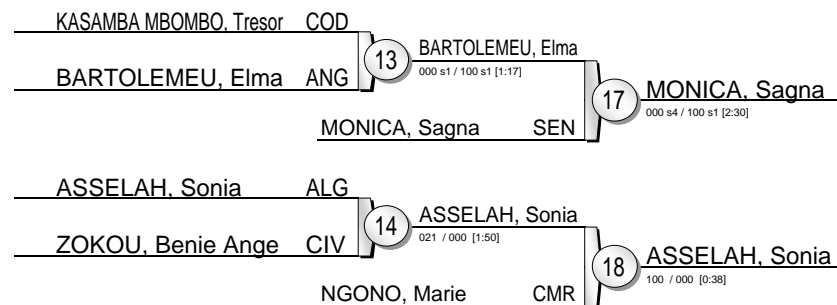 KASAMBA MBOMBO, Tresor COD
13
BARTOLEMEU, Elma
000 s1 / 100 s1 [1:17]
BARTOLEMEU, Elma ANG
17
MONICA, Sagna
000 s4 / 100 s1 [2:30]
MONICA, Sagna SEN
ASSELAH, Sonia ALG
14
ASSELAH, Sonia
021 / 000 [1:50]
ZOKOU, Benie Ange CIV
18
ASSELAH, Sonia
100 / 000 [0:38]
NGONO, Marie CMR